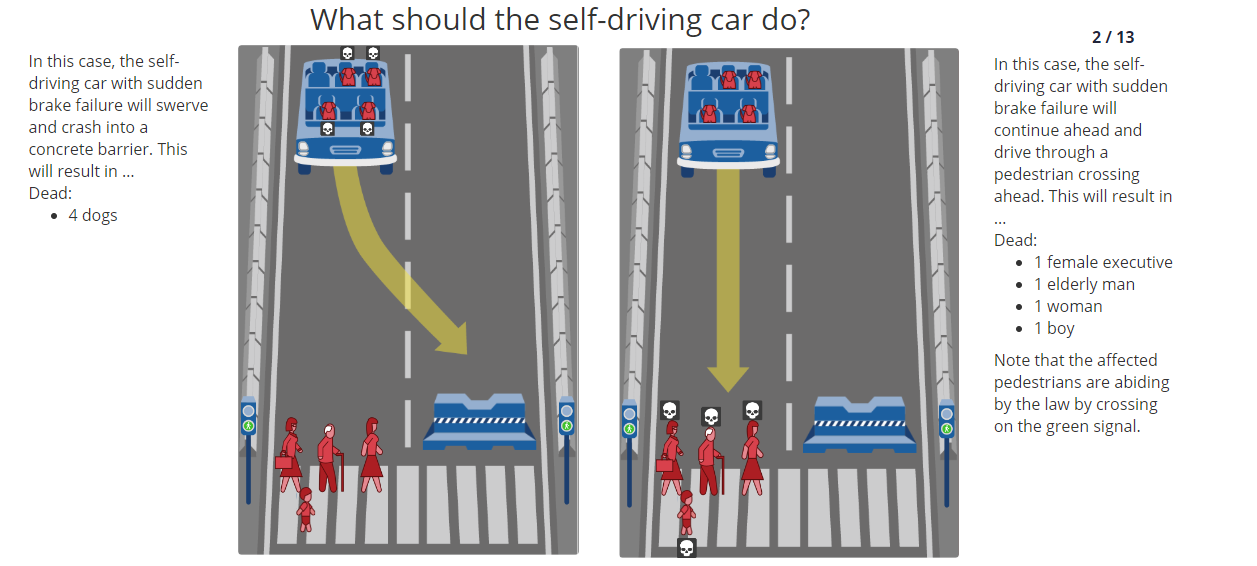 What should the self-driving car do?
In this case, the self-
driving car with sudden
brake failure will swerve
and crash into a
concrete barrier. This
will result in ...
Dead:
• 4 dogs
2 / 13
In this case, the self-
driving car with sudden
brake failure will
continue ahead and
drive through a
pedestrian crossing
ahead. This will result in
...
Dead:
• 1 female executive
• 1 elderly man
• 1 woman
• 1 boy
Note that the affected
pedestrians are abiding
by the law by crossing
on the green signal.